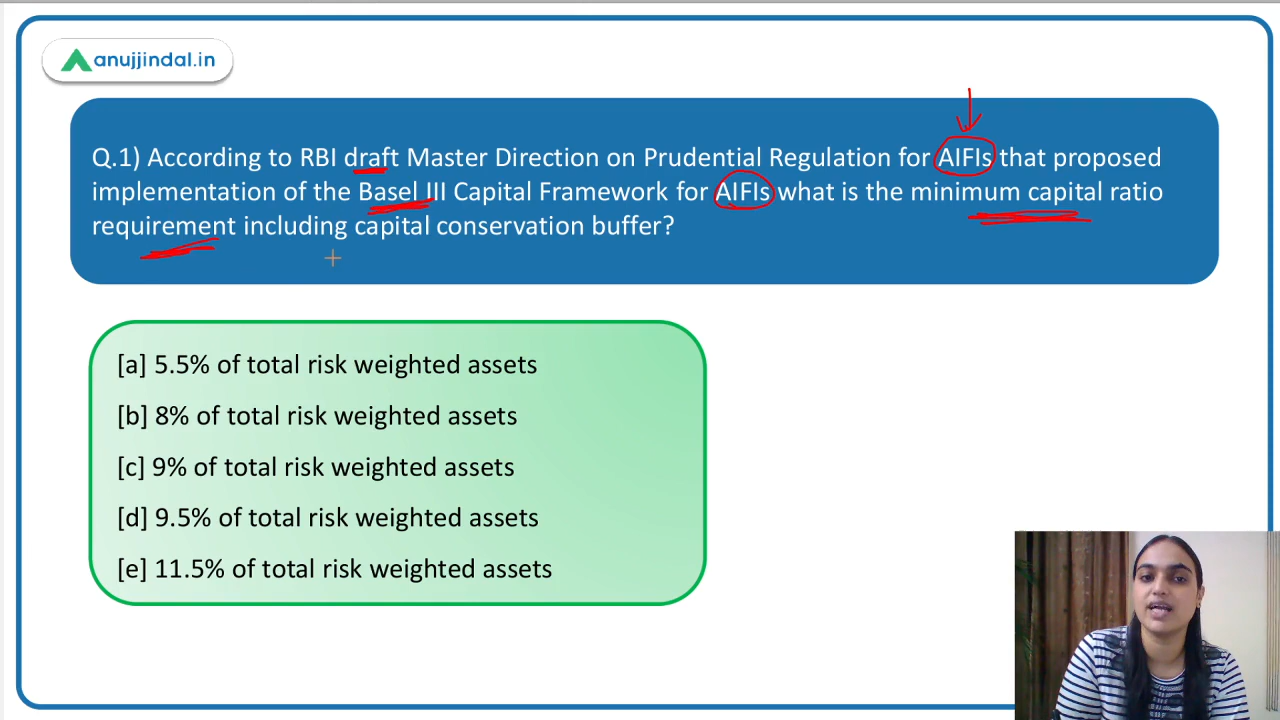 anujjindal.in
Q.1) According to RBI draft Master Direction on Prudential Regulation for AIFIs that proposed
implementation of the Basel III Capital Framework for AIFIs what is the minimum capital ratio
requirement including capital conservation buffer?
[a] 5.5% of total risk weighted assets
[b] 8% of total risk weighted assets
[c] 9% of total risk weighted assets
[d] 9.5% of total risk weighted assets
[e] 11.5% of total risk weighted assets